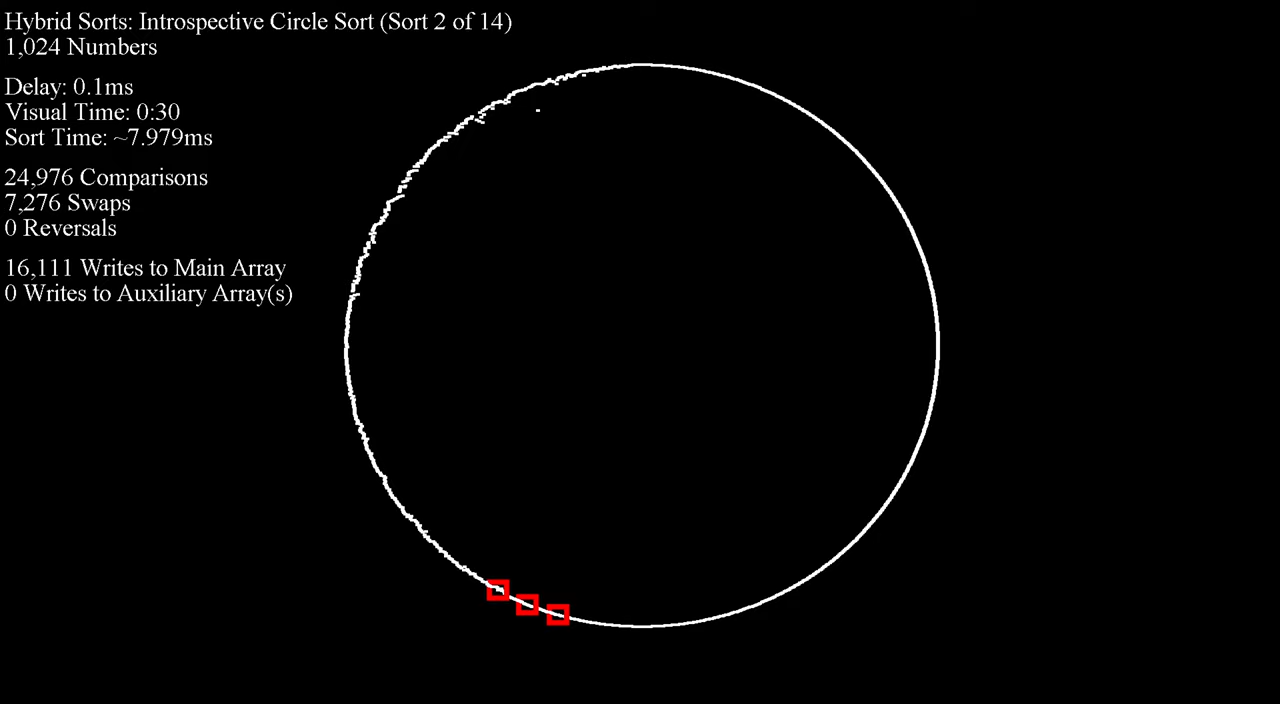 Hybrid Sorts: Introspective Circle Sort (Sort 2 of 14)
1,024 Numbers
Delay: 0.1ms
Visual Time: 0:30
Sort Time: ~7.979ms
24,976 Comparisons
7,276 Swaps
0 Reversals
16,111 Writes to Main Array
0 Writes to Auxiliary Array(s)